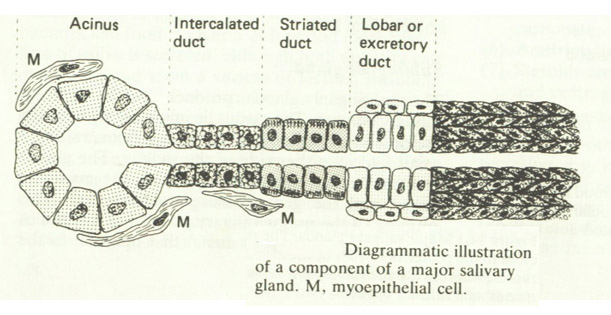 Acinus
Intercalated
duct
Striated
duct
Lobar or
excretory
duct
M
M
M
Diagrammatic illustration
of a component of a major salivary
gland. M, myoepithelial cell.